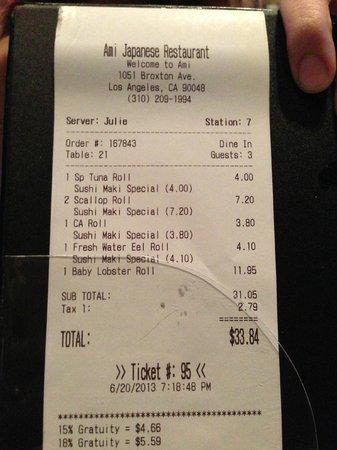 Ami Japanese Restaurant
Welcome to Ami
1051 Broxton Ave.
Los Angeles, CA 90048
(310) 209-1994
Server: Julie Station: 7
Order #: 167843 Dine In
Table: 21 Guests: 3
1 Sp Tuna Roll 4.00
Sushi Maki Special (4.00)
2 Scallop Roll 7.20
Sushi Maki Special (7.20)
1 CA Roll 3.80
Sushi Maki Special (3.80)
1 Fresh Water Eel Roll 4.10
Sushi Maki Special (4.10)
1 Baby Lobster Roll 11.95
SUB TOTAL: 31.05
Tax 1: 2.79
========
TOTAL: $33.84
>> Ticket #: 95 <<
6/20/2013 7:18:48 PM
****************************************
15% Gratuity = $4.66
18% Gratuity = $5.59